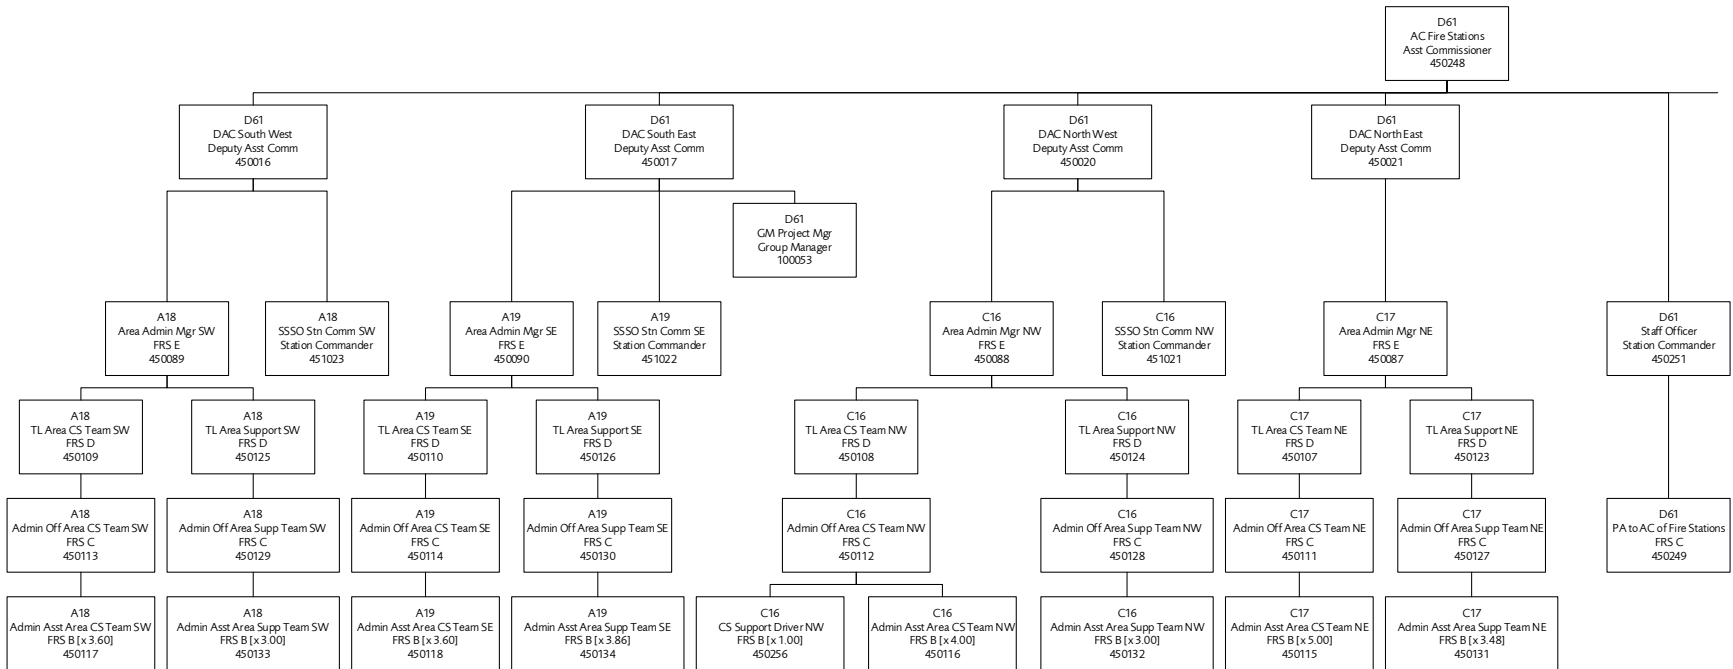 D61
AC Fire Stations
Asst Commissioner
450248
D61
DAC South West
Deputy Asst Comm
450016
D61
DAC South East
Deputy Asst Comm
450017
D61
DAC North West
Deputy Asst Comm
450020
D61
DAC North East
Deputy Asst Comm
450021
D61
GM Project Mgr
Group Manager
100053
A18
Area Admin Mgr SW
FRS E
450089
A18
SSSO Stn Comm SW
Station Commander
451023
A19
Area Admin Mgr SE
FRS E
450090
A19
SSSO Stn Comm SE
Station Commander
451022
C16
Area Admin Mgr NW
FRS E
450088
C16
SSSO Stn Comm NW
Station Commander
451021
C17
Area Admin Mgr NE
FRS E
450087
D61
Staff Officer
Station Commander
450251
A18
TL Area CS Team SW
FRS D
450109
A18
TL Area Support SW
FRS D
450125
A19
TL Area CS Team SE
FRS D
450110
A19
TL Area Support SE
FRS D
450126
C16
TL Area CS Team NW
FRS D
450108
C16
TL Area Support NW
FRS D
450124
C17
TL Area CS Team NE
FRS D
450107
C17
TL Area Support NE
FRS D
450123
A18
Admin Off Area CS Team SW
FRS C
450113
A18
Admin Off Area Supp Team SW
FRS C
450129
A19
Admin Off Area CS Team SE
FRS C
450114
A19
Admin Off Area Supp Team SE
FRS C
450130
C16
Admin Off Area CS Team NW
FRS C
450112
C16
Admin Off Area Supp Team NW
FRS C
450128
C17
Admin Off Area CS Team NE
FRS C
450111
C17
Admin Off Area Supp Team NE
FRS C
450127
D61
PA to AC of Fire Stations
FRS C
450249
A18
Admin Asst Area CS Team SW
FRS B [x 3.60]
450117
A18
Admin Asst Area Supp Team SW
FRS B [x 3.00]
450133
A19
Admin Asst Area CS Team SE
FRS B [x 3.60]
450118
A19
Admin Asst Area Supp Team SE
FRS B [x 3.86]
450134
C16
CS Support Driver NW
FRS B [x 1.00]
450256
C16
Admin Asst Area CS Team NW
FRS B [x 4.00]
450116
C16
Admin Asst Area Supp Team NW
FRS B [x 3.00]
450132
C17
Admin Asst Area CS Team NE
FRS B [x 5.00]
450115
C17
Admin Asst Area Supp Team NE
FRS B [x 3.48]
450131